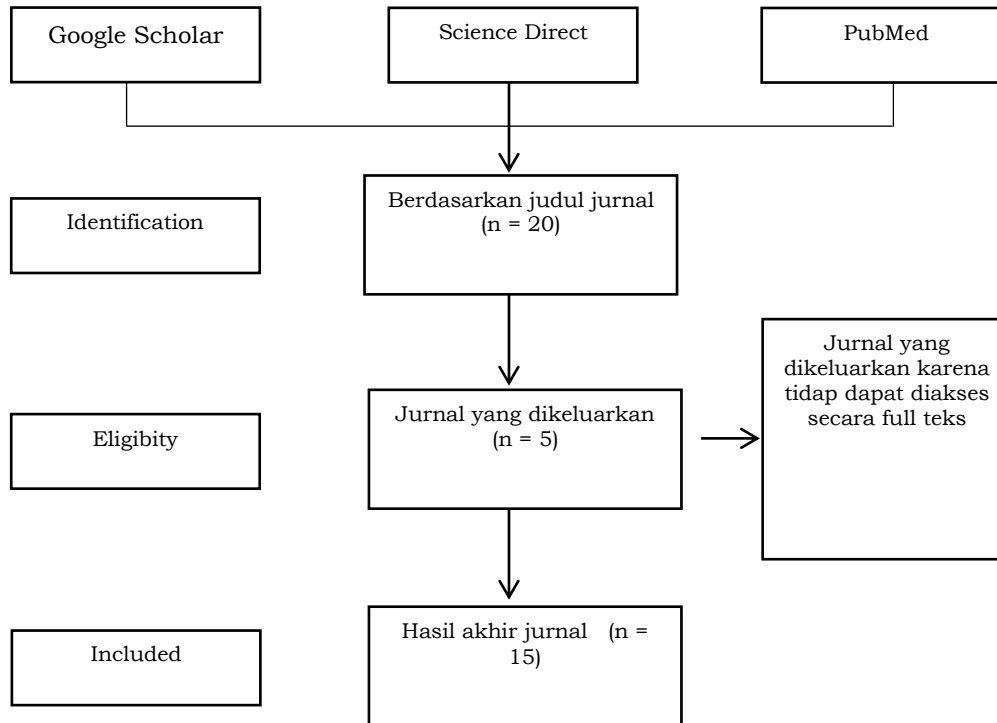 Google Scholar
Science Direct
PubMed
Identification
Berdasarkan judul jurnal
(n = 20)
Eligibity
Jurnal yang dikeluarkan
(n = 5)
Jurnal yang
dikeluarkan karena
tidap dapat diakses
secara full teks
Included
Hasil akhir jurnal (n =
15)